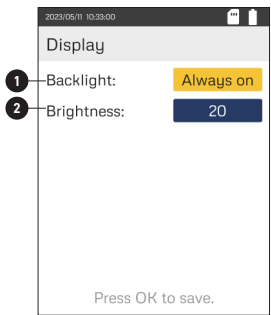 2023/05/11 10:33:00
Display
1 Backlight: Always on
2 Brightness: 20
Press OK to save.